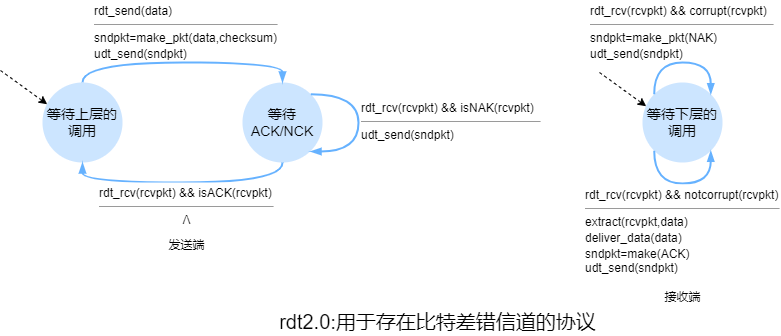 rdt_send(data)
sndpkt=make_pkt(data,checksum)
udt_send(sndpkt)
等待上层的
调用
等待
ACK/NCK
rdt_rcv(rcvpkt) && isNAK(rcvpkt)
udt_send(sndpkt)
rdt_rcv(rcvpkt) && isACK(rcvpkt)
Λ
发送端
rdt_rcv(rcvpkt) && corrupt(rcvpkt)
sndpkt=make_pkt(NAK)
udt_send(sndpkt)
等待下层的
调用
rdt_rcv(rcvpkt) && notcorrupt(rcvpkt)
extract(rcvpkt,data)
deliver_data(data)
sndpkt=make(ACK)
udt_send(sndpkt)
接收端
rdt2.0:用于存在比特差错信道的协议